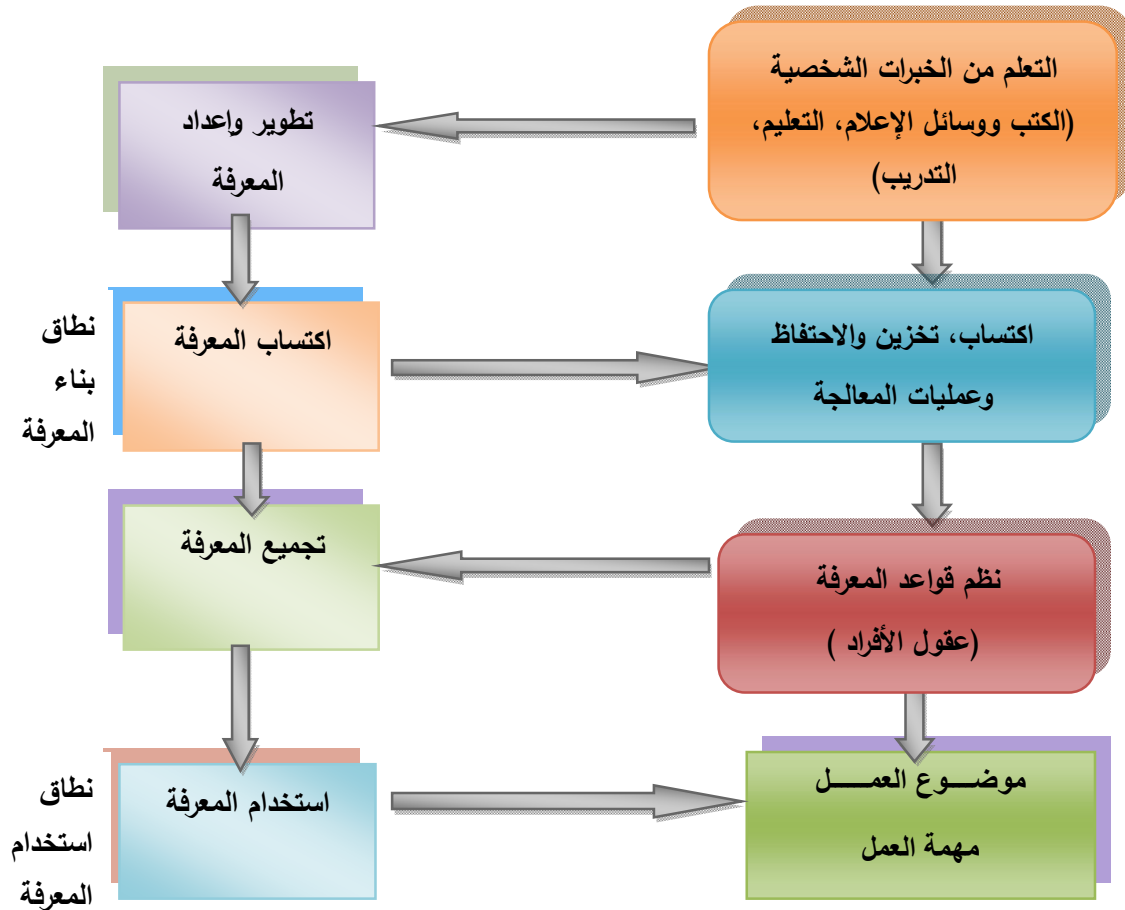 التعلم من الخبرات الشخصية
(الكتب ووسائل الإعلام، التعليم،
التدريب)
تطوير وإعداد
المعرفة
اكتساب، تخزين والاحتفاظ
وعمليات المعالجة
اكتساب المعرفة
نطاق
بناء
المعرفة
نظم قواعد المعرفة
(عقول الأفراد )
تجميع المعرفة
موضـــوع العمـــــل
مهمة العمل
استخدام المعرفة
نطاق
استخدام
المعرفة